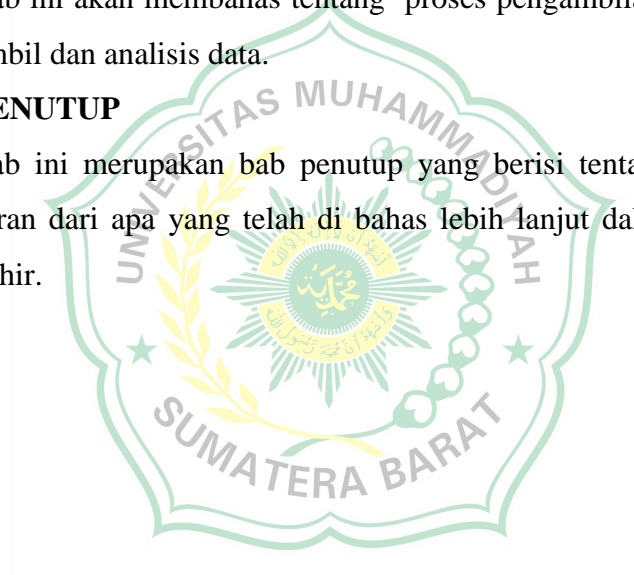 ab ini akan membahas tentang proses pengambila
mbil dan analisis data.
ENUTUP
ab ini merupakan bab penutup yang berisi tenta
ran dari apa yang telah di bahas lebih lanjut dal
hir.
UNIVERSITAS MUHAMMADIYAH
SUMATERA BARAT